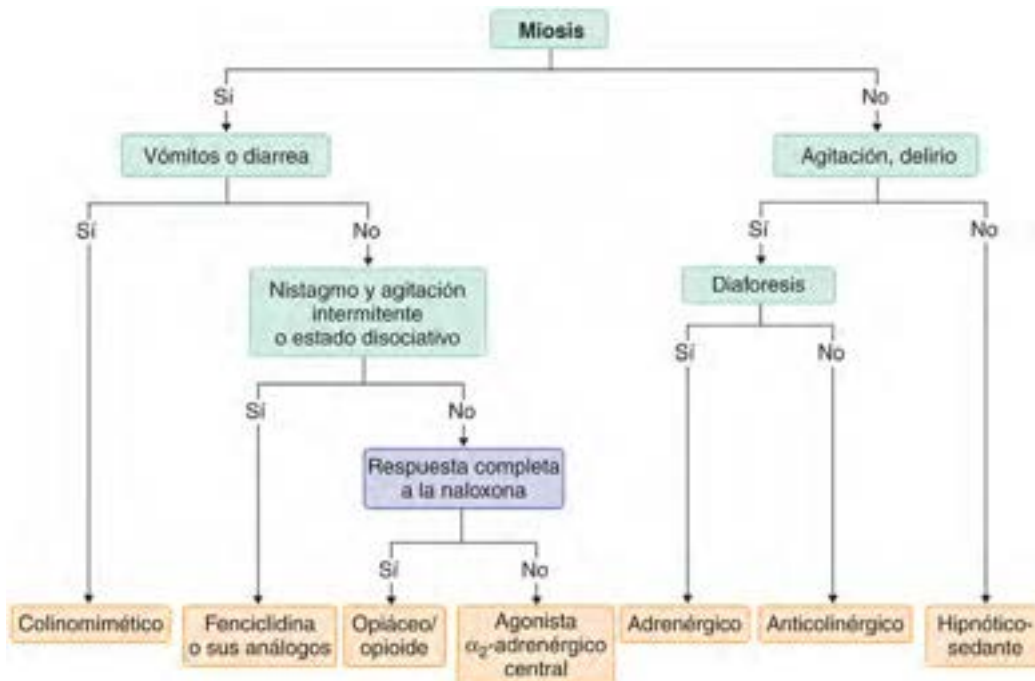 Miosis
Sí
No
Vómitos o diarrea
Agitación, delirio
Sí
No
Sí
No
Nistagmo y agitación
intermitente
o estado disociativo
Diaforesis
Sí
No
Sí
No
Respuesta completa
a la naloxona
Sí
No
Colinomimético
Fenciclidina
o sus análogos
Opiáceo/
opioide
Agonista
α₂-adrenérgico
central
Adrenérgico
Anticolinérgico
Hipnótico-
sedante